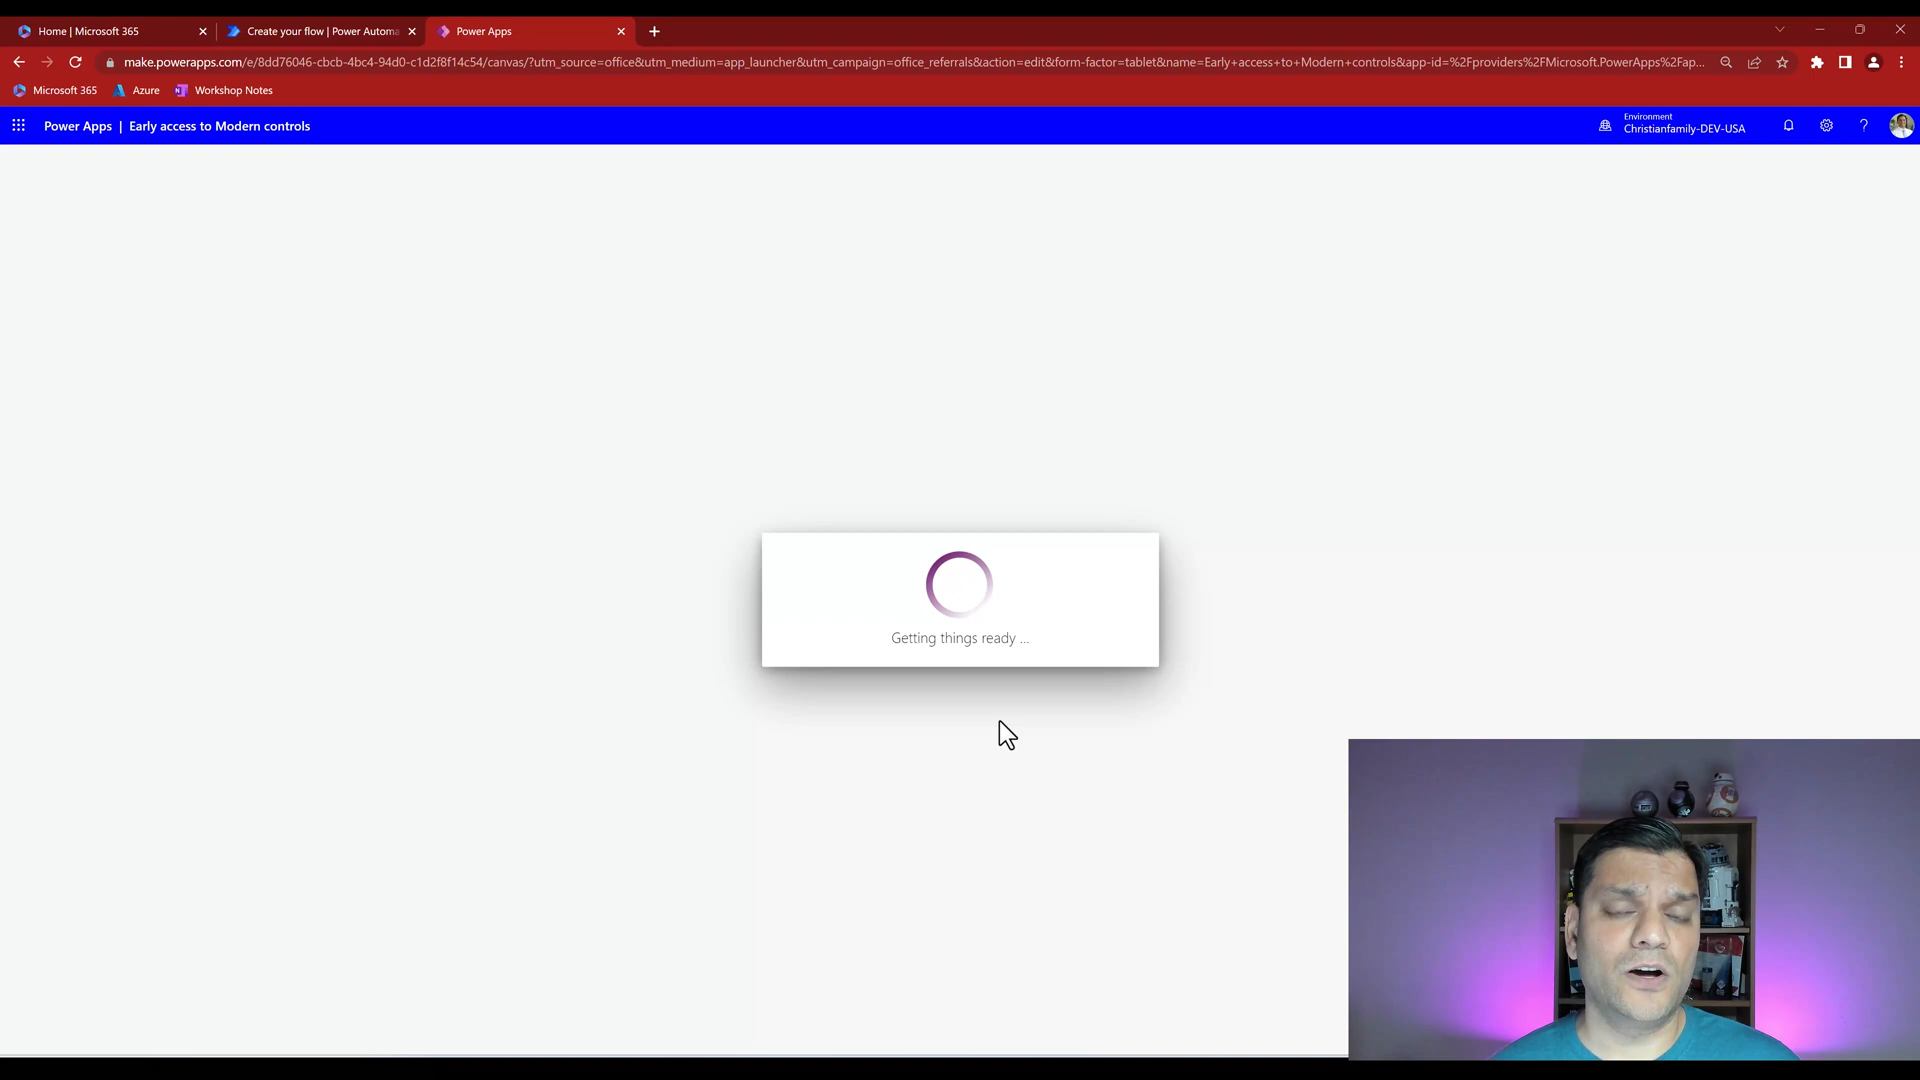 Home | Microsoft 365
Create your flow | Power Automa
Power Apps
make.powerapps.com/e/8dd76046-cbcb-4bc4-94d0-c1d2f8f14c54/canvas/?utm_source=office&utm_medium=app_launcher&utm_campaign=office_referrals&action=edit&form-factor=tablet&name=Early+access+to+Modern+controls&app-id=%2Fproviders%2FMicrosoft.PowerApps%2Fap...
Microsoft 365
Azure
Workshop Notes
Power Apps | Early access to Modern controls
Environment
Christianfamily-DEV-USA
Getting things ready ...